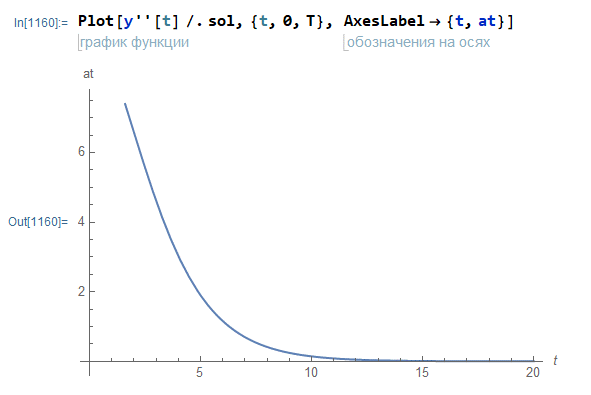 In[1160]:= Plot[y''[t] /. sol, {t, 0, T}, AxesLabel → {t, at}]
график функции обозначения на осях
at
6
Out[1160]= 4
2
5 10 15 20 t